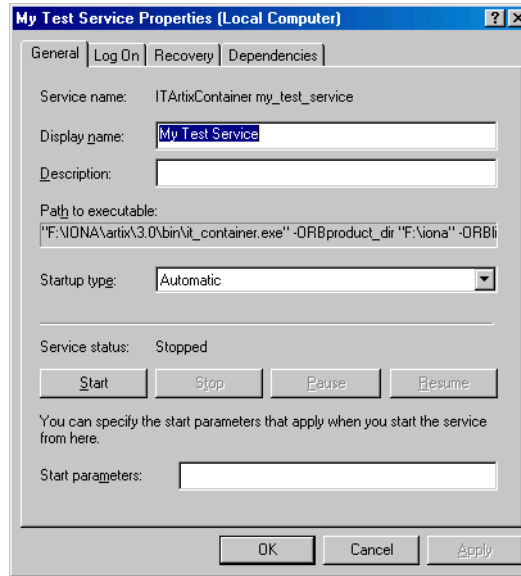 My Test Service Properties (Local Computer)
General Log On Recovery Dependencies
Service name: ITArtixContainer my_test_service
Display name: My Test Service
Description:
Path to executable:
"F:\IONA\artix\3.0\bin\it_container.exe" -ORBproduct_dir "F:\iona" -ORBli
Startup type: Automatic
Service status: Stopped
Start Stop Pause Resume
You can specify the start parameters that apply when you start the service
from here.
Start parameters:
OK Cancel Apply